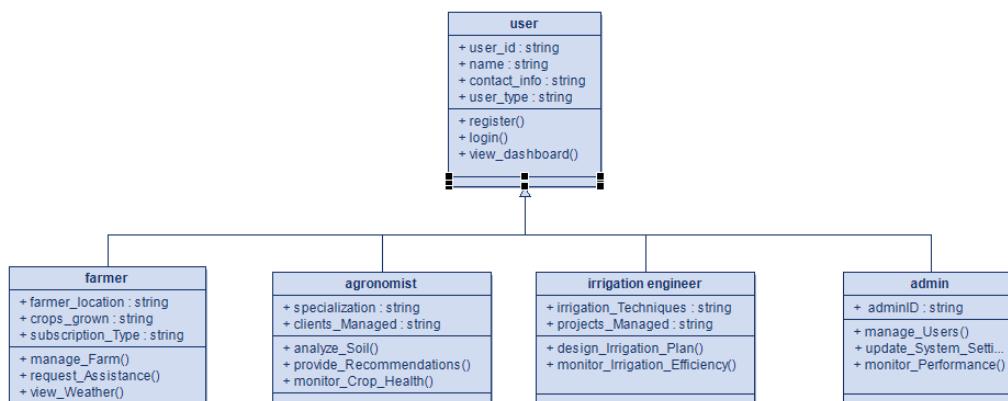 user
+ user_id : string
+ name : string
+ contact_info : string
+ user_type : string
+ register()
+ login()
+ view_dashboard()
farmer
+ farmer_location : string
+ crops_grown : string
+ subscription_Type : string
+ manage_Farm()
+ request_Assistance()
+ view_Weather()
agronomist
+ specialization : string
+ clients_Managed : string
+ analyze_Soil()
+ provide_Recommendations()
+ monitor_Crop_Health()
irrigation engineer
+ irrigation_Techniques : string
+ projects_Managed : string
+ design_Irrigation_Plan()
+ monitor_Irrigation_Efficiency()
admin
+ adminID : string
+ manage_Users()
+ update_System_Setti...
+ monitor_Performance()